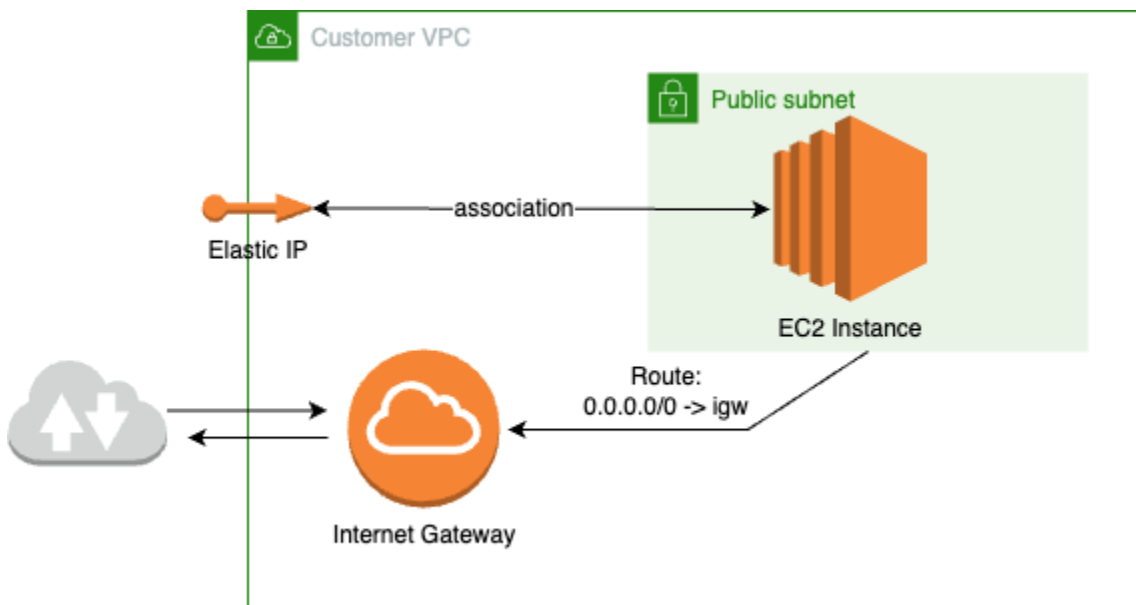 Customer VPC
Public subnet
association
Elastic IP
EC2 Instance
Route:
0.0.0.0/0 -> igw
Internet Gateway